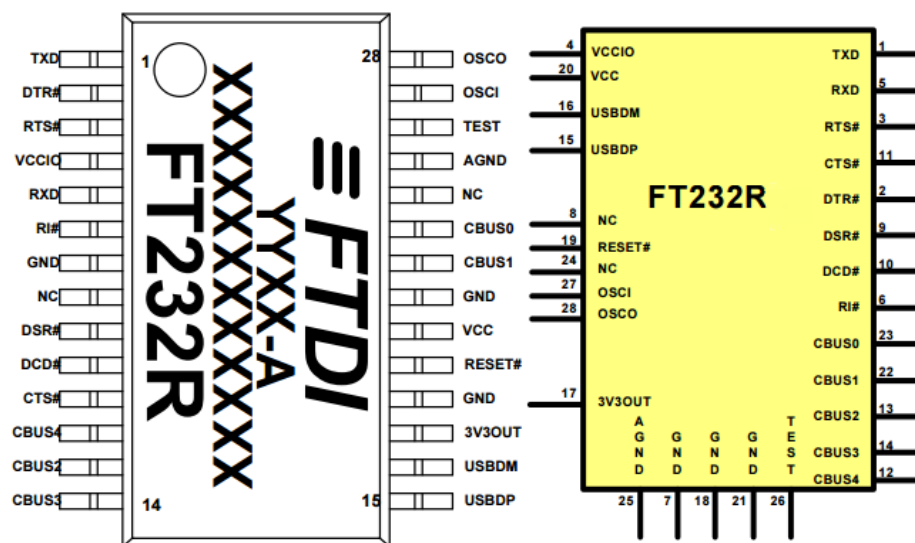 TXD
DTR#
RTS#
VCCIO
RXD
RI#
GND
NC
DSR#
DCD#
CTS#
CBUS4
CBUS2
CBUS3
1
28
14
15
FT232R
XXXXXXXXXXXX
YYXX-A
FTDI
OSCO
OSCI
TEST
AGND
NC
CBUS0
CBUS1
GND
VCC
RESET#
GND
3V3OUT
USBDM
USBDP
4 VCCIO
20 VCC
16 USBDM
15 USBDP
8 NC
19 RESET#
24 NC
27 OSCI
28 OSCO
17 3V3OUT
FT232R
TXD 1
RXD 5
RTS# 3
CTS# 11
DTR# 2
DSR# 9
DCD# 10
RI# 6
CBUS0 23
CBUS1 22
CBUS2 13
CBUS3 14
CBUS4 12
AGND 25
GND 7
GND 18
GND 21
TEST 26